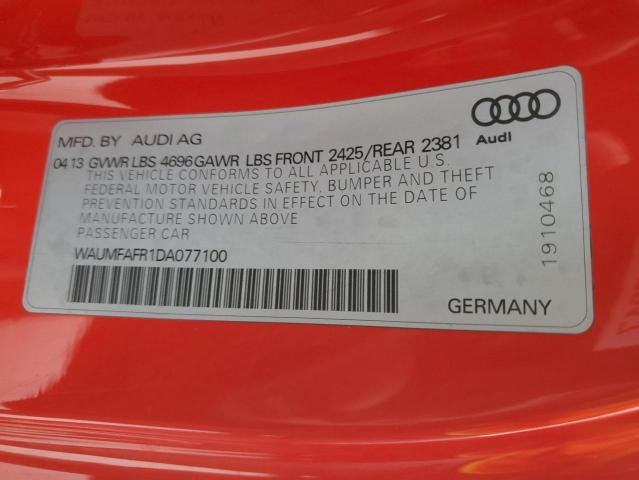 MFD. BY AUDI AG
Audi
04.13 GVWR LBS 4696 GAWR LBS FRONT 2425/REAR 2381
THIS VEHICLE CONFORMS TO ALL APPLICABLE U.S.
FEDERAL MOTOR VEHICLE SAFETY, BUMPER AND THEFT
PREVENTION STANDARDS IN EFFECT ON THE DATE OF
MANUFACTURE SHOWN ABOVE
PASSENGER CAR
WAUMFAFR1DA077100
1910468
GERMANY